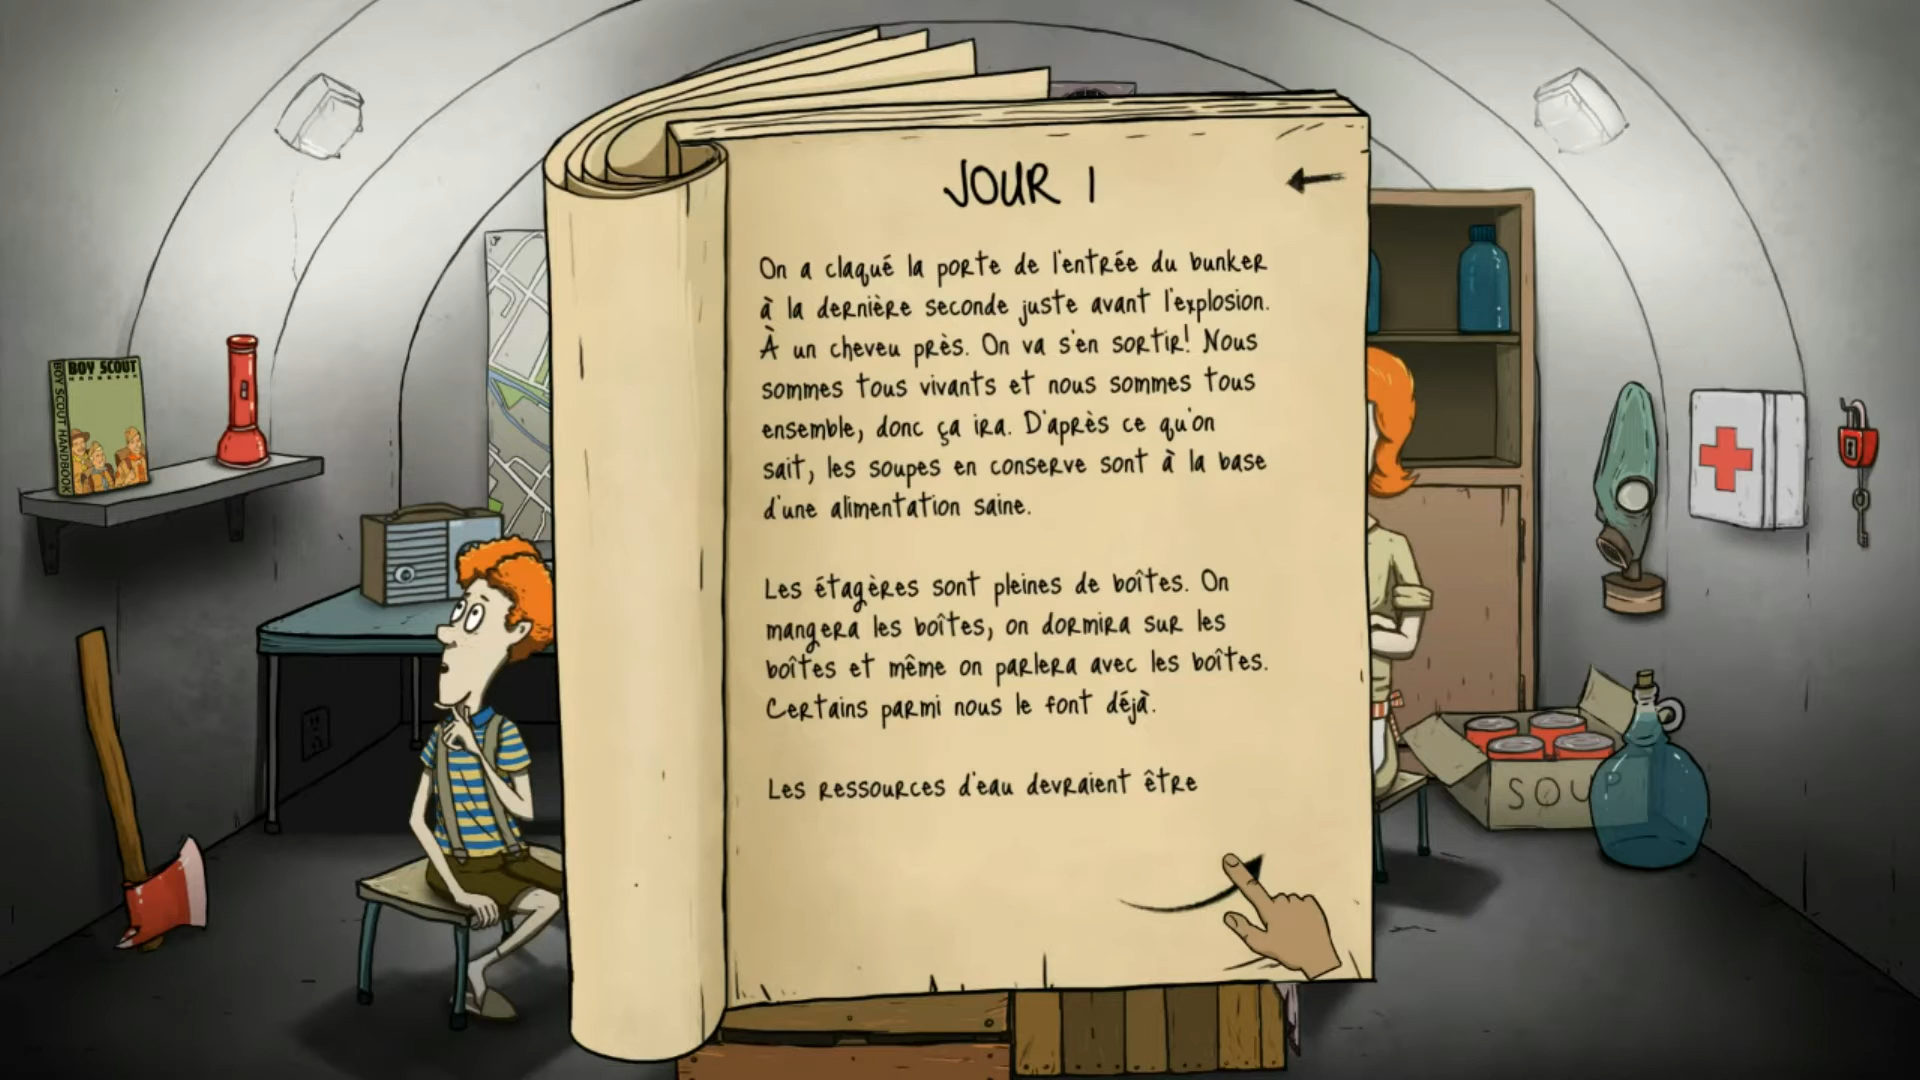 JOUR 1
On a claqué la porte de l'entrée du bunker
à la dernière seconde juste avant l'explosion.
À un cheveu près. On va s'en sortir! Nous
sommes tous vivants et nous sommes tous
ensemble, donc ça ira. D'après ce qu'on
sait, les soupes en conserve sont à la base
d'une alimentation saine.
Les étagères sont pleines de boîtes. On
mangera les boîtes, on dormira sur les
boîtes et même on parlera avec les boîtes.
Certains parmi nous le font déjà.
Les ressources d'eau devraient être
BOY SCOUT
HANDBOOK
BOY SCOUT HANDBOOK
SOUP